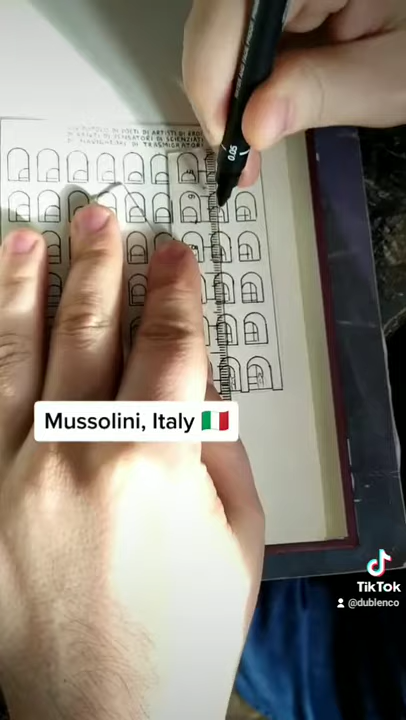 UN POPOLO DI POETI DI ARTISTI DI EROI
DI SANTI DI PENSATORI DI SCIENZIATI
DI NAVIGATORI DI TRASMIGRATORI
0.05
Mussolini, Italy 🇮🇹
TikTok
@dublenco